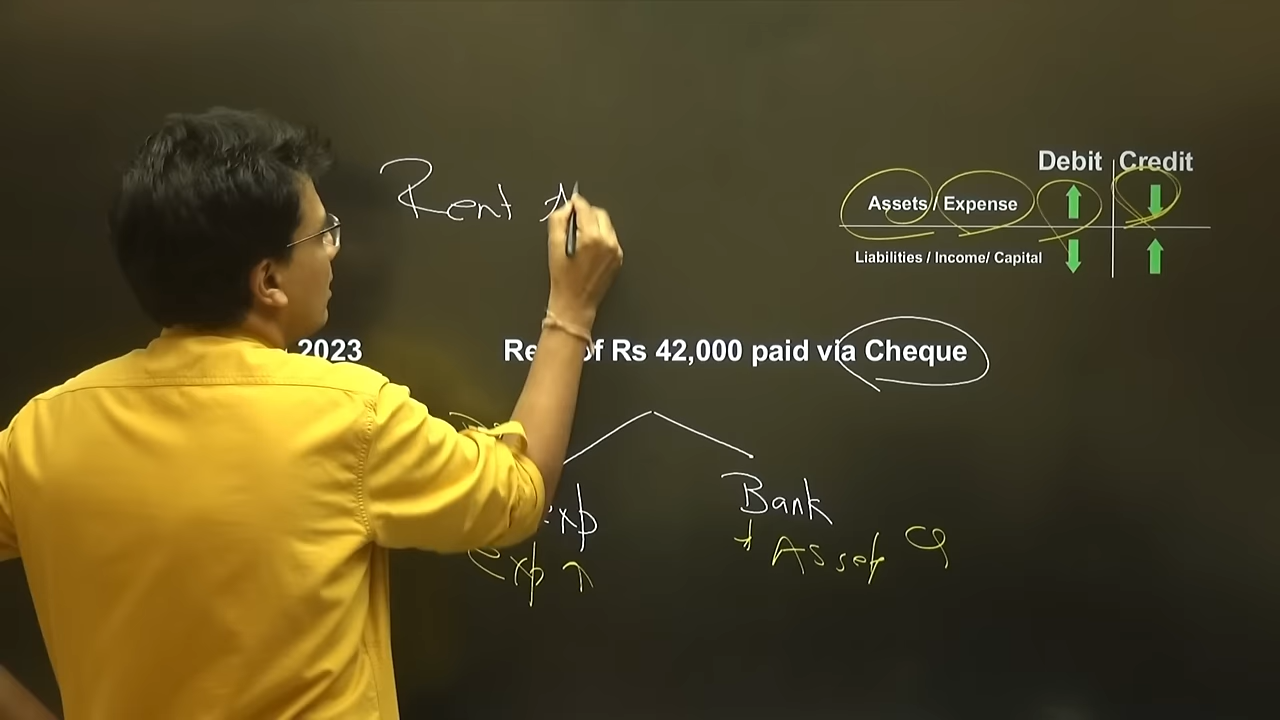 Debit Credit
Rent
Assets / Expense
Liabilities / Income/ Capital
2023 of Rs 42,000 paid via Cheque
Bank
exp Asset